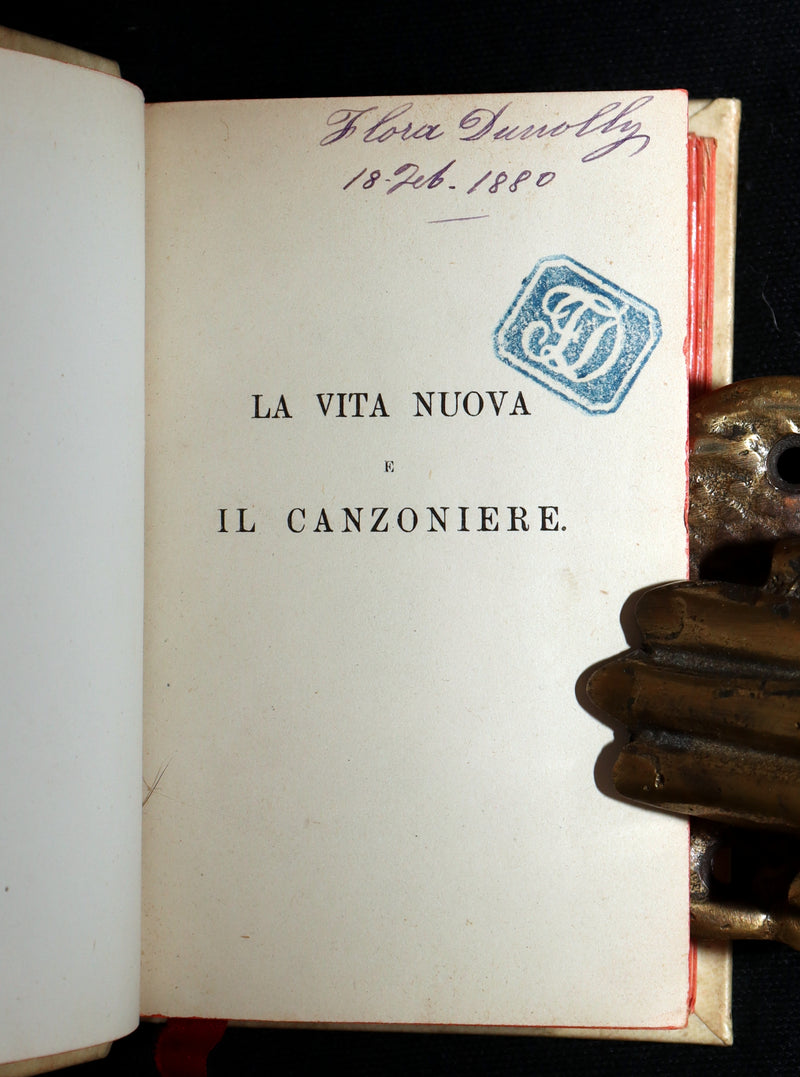 Flora Dunolly
18 Feb. 1880
FD
LA VITA NUOVA
E
IL CANZONIERE.